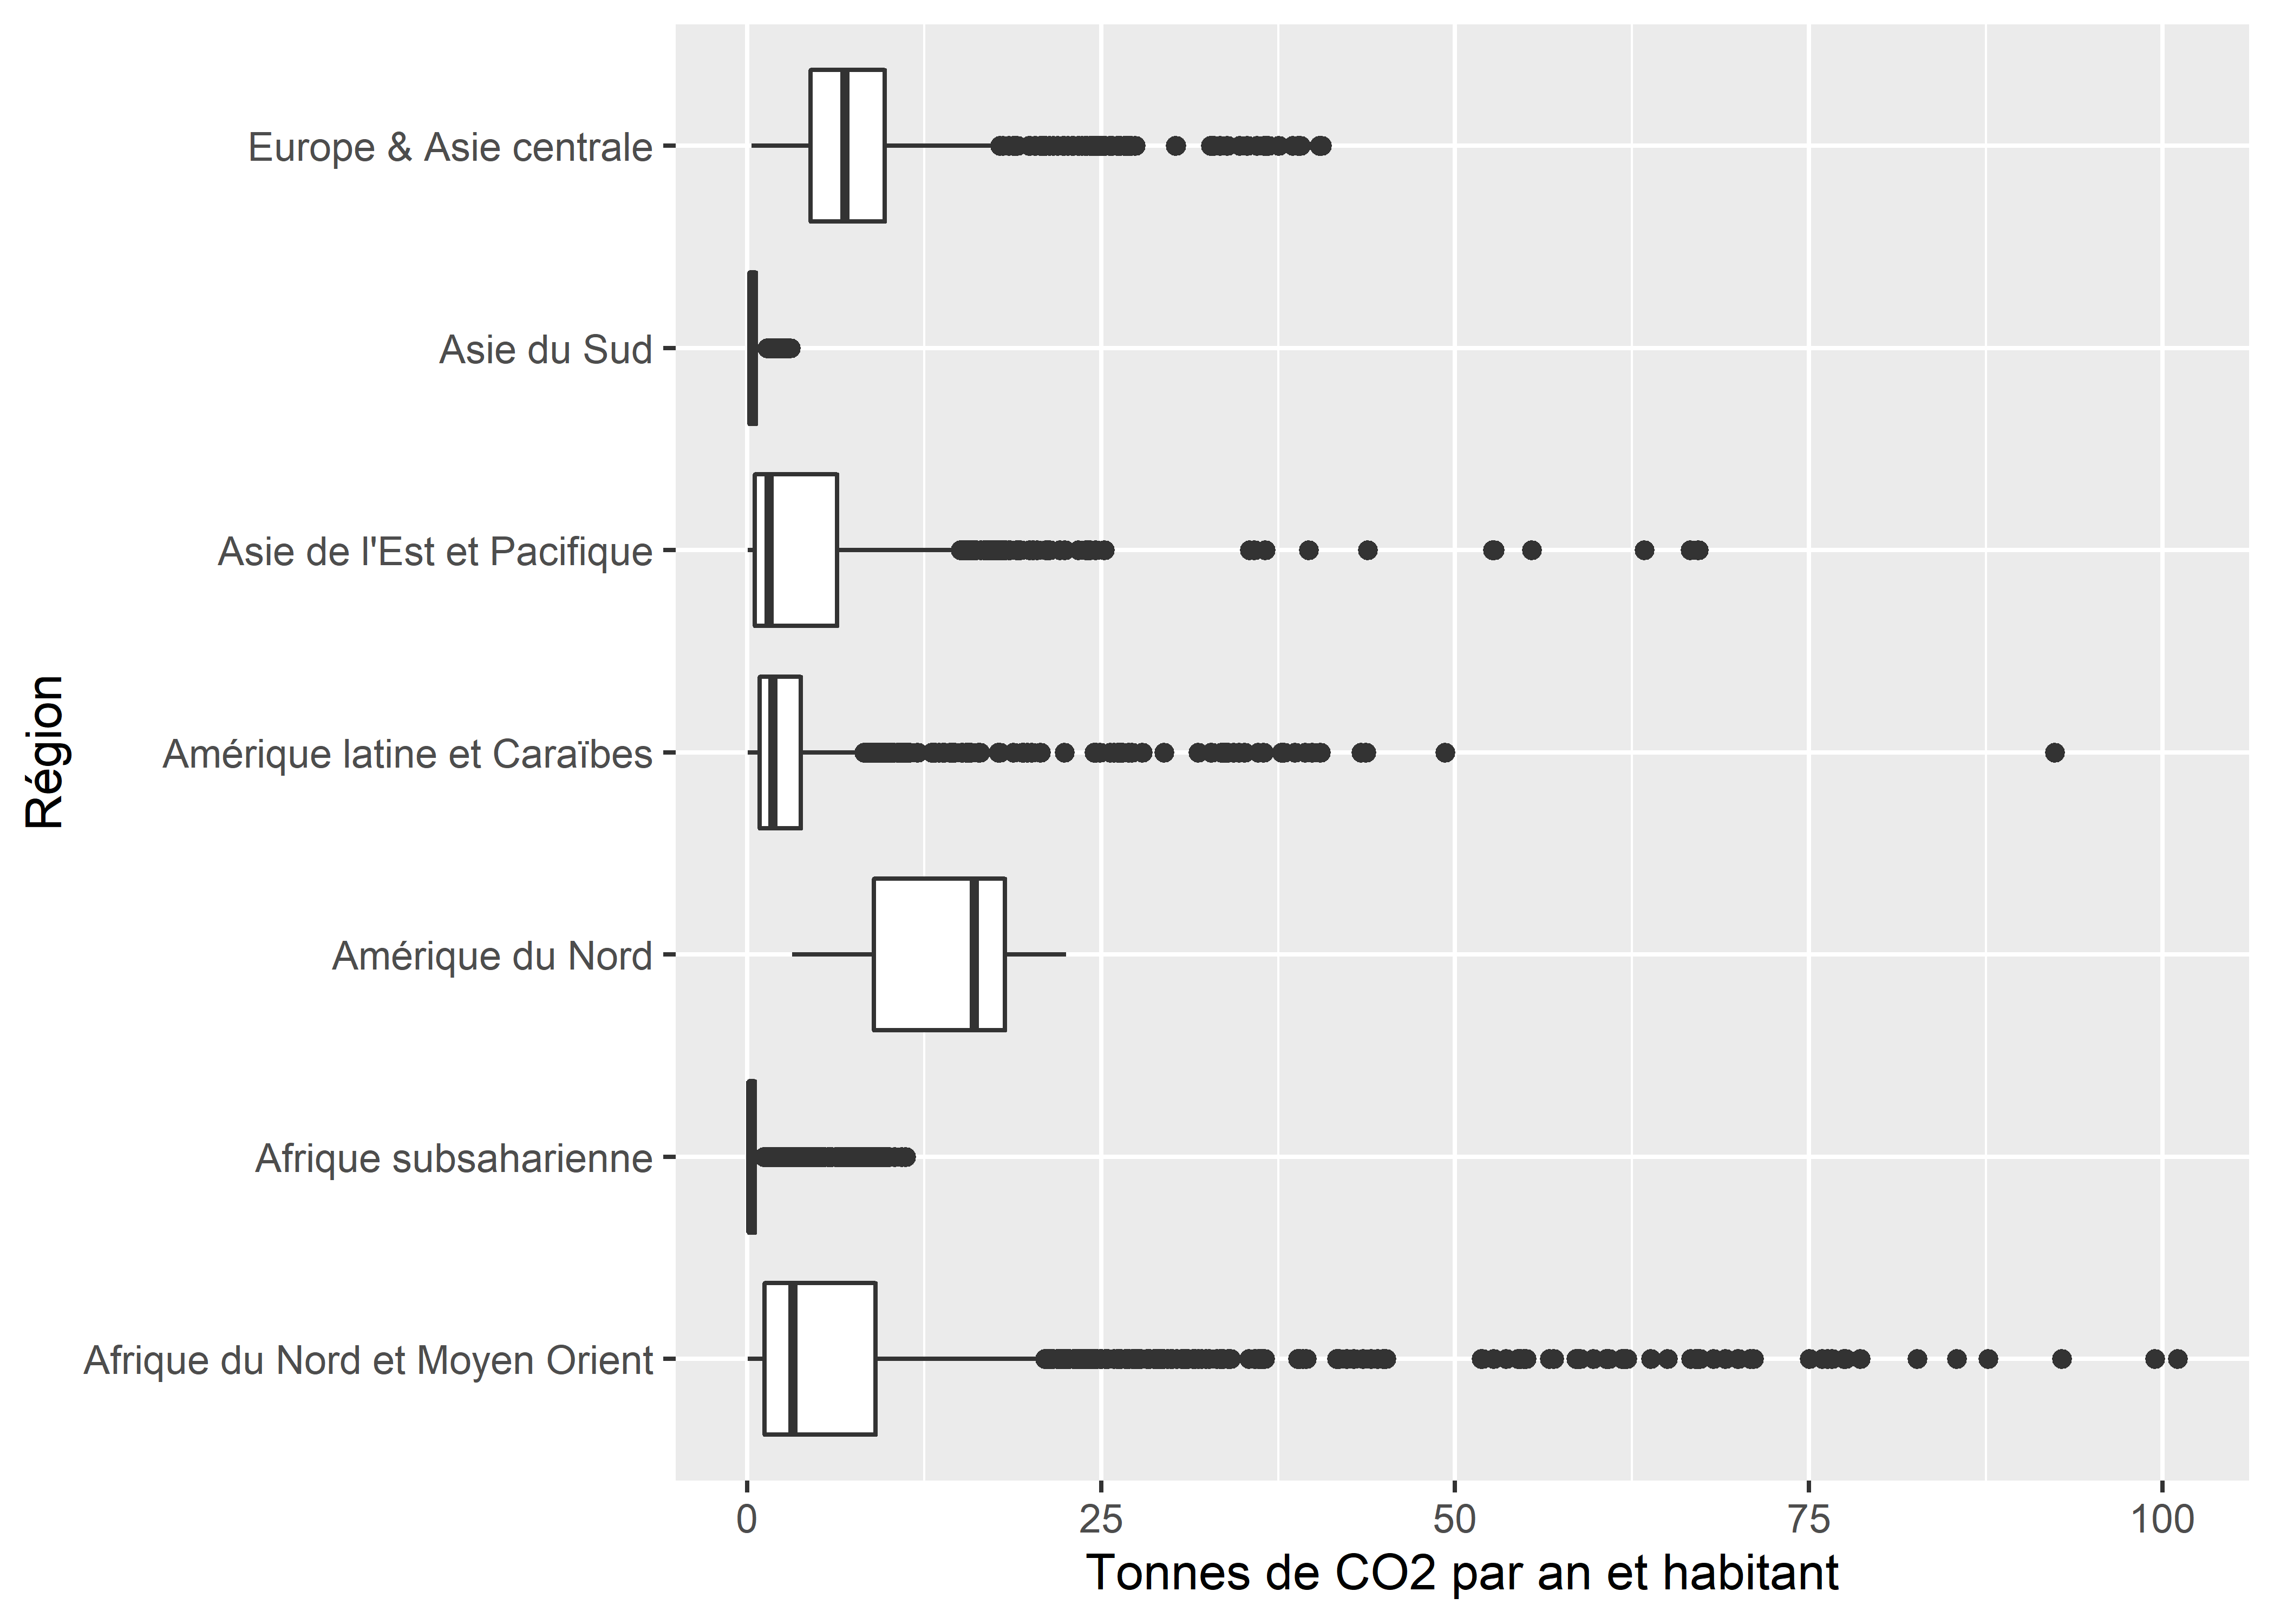 Europe & Asie centrale
Asie du Sud
Asie de l'Est et Pacifique
Amérique latine et Caraïbes
Amérique du Nord
Afrique subsaharienne
Afrique du Nord et Moyen Orient
Région
0 25 50 75 100
Tonnes de CO2 par an et habitant